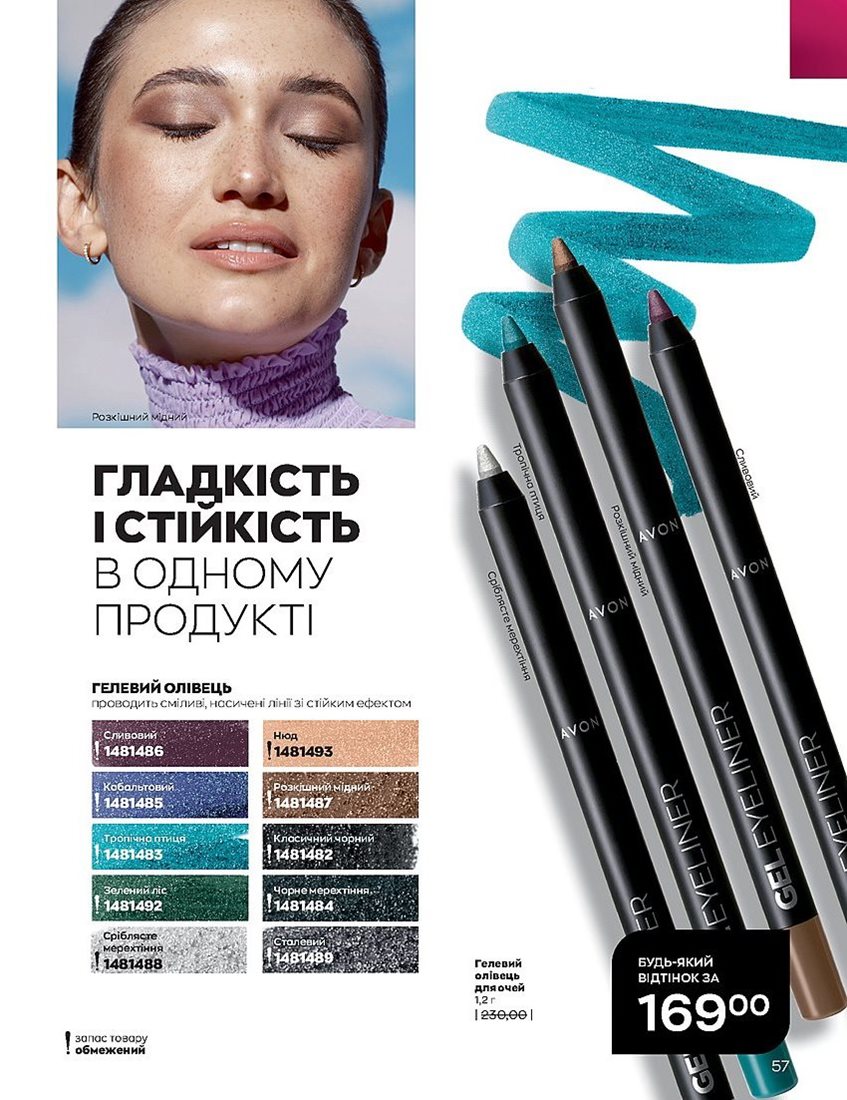 Розкішний мідний
ГЛАДКІСТЬ
І СТІЙКІСТЬ
В ОДНОМУ
ПРОДУКТІ
ГЕЛЕВИЙ ОЛІВЕЦЬ
проводить сміливі, насичені лінії зі стійким ефектом
Сливовий
! 1481486
Нюд
! 1481493
Кобальтовий
! 1481485
Розкішний мідний
! 1481487
Тропічна птиця
! 1481483
Класичний чорний
! 1481482
Зелений ліс
! 1481492
Чорне мерехтіння
! 1481484
Сріблясте
мерехтіння
! 1481488
Сталевий
! 1481489
! запас товару
обмежений
Сріблясте мерехтіння
Тропічна птиця
Розкішний мідний
Сливовий
AVON
AVON
AVON
AVON
EYELINER
EYELINER
GEL EYELINER
EYELINER
Гелевий
олівець
для очей
1,2 г
| 230,00 |
БУДЬ-ЯКИЙ
ВІДТІНОК ЗА
16900
57